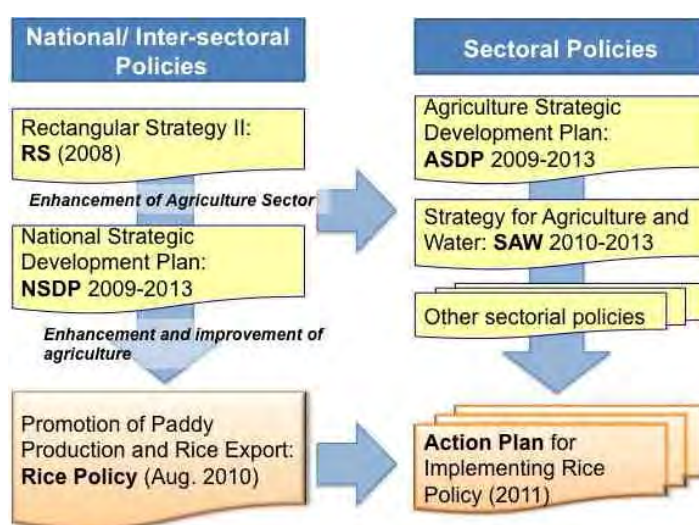 National/ Inter-sectoral
Policies
Rectangular Strategy II:
RS (2008)
Enhancement of Agriculture Sector
National Strategic
Development Plan:
NSDP 2009-2013
Enhancement and improvement of
agriculture
Promotion of Paddy
Production and Rice Export:
Rice Policy (Aug. 2010)
Sectoral Policies
Agriculture Strategic
Development Plan:
ASDP 2009-2013
Strategy for Agriculture and
Water: SAW 2010-2013
Other sectorial policies
Action Plan for
Implementing Rice
Policy (2011)